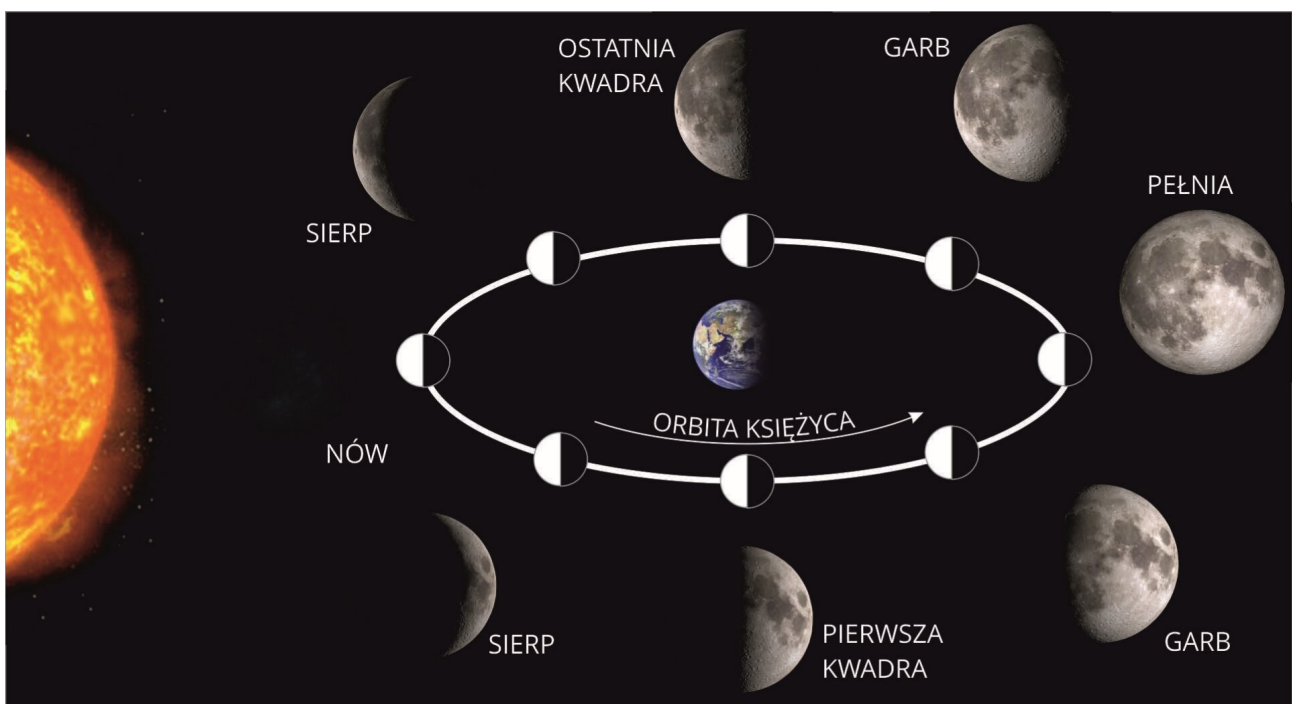 OSTATNIA
KWADRA
GARB
PEŁNIA
SIERP
ORBITA KSIĘŻYCA
NÓW
SIERP
PIERWSZA
KWADRA
GARB